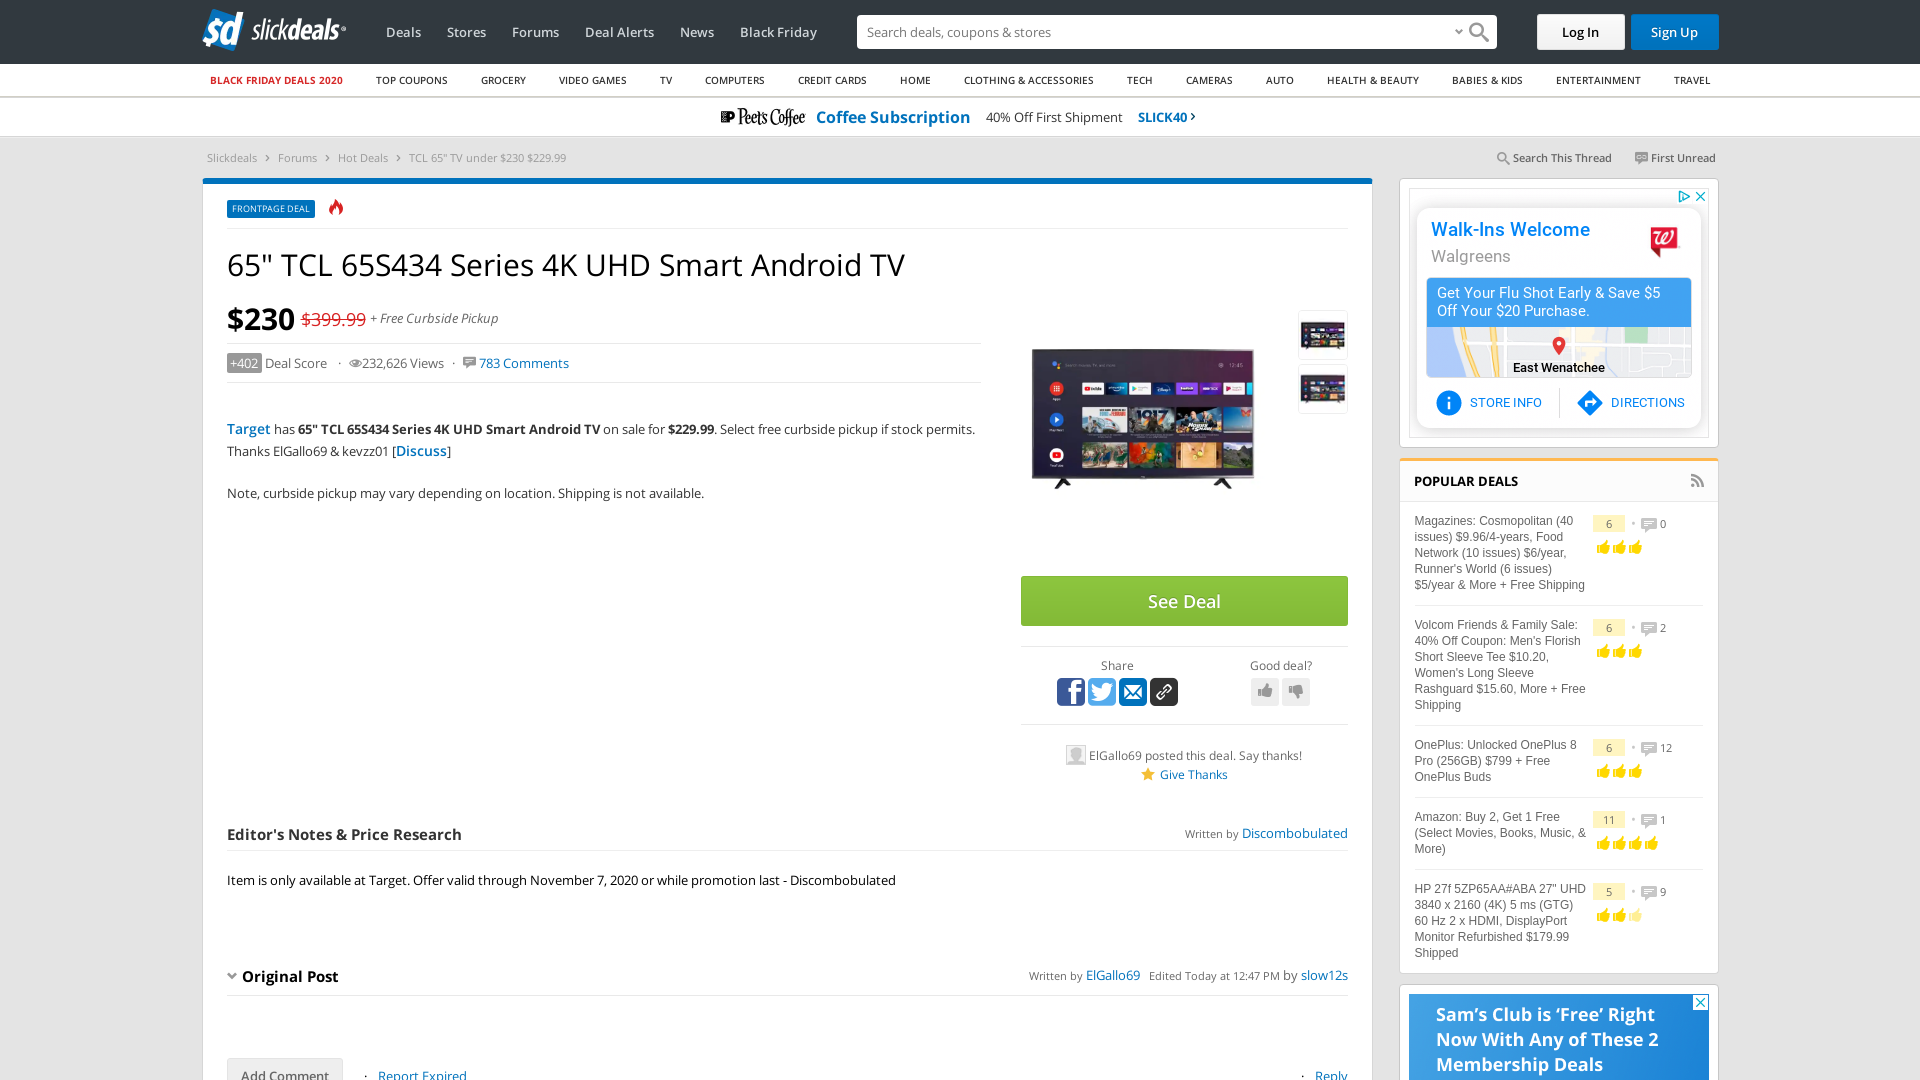 slickdeals
Deals Stores Forums Deal Alerts News Black Friday
Search deals, coupons & stores
Log In Sign Up
BLACK FRIDAY DEALS 2020 TOP COUPONS GROCERY VIDEO GAMES TV COMPUTERS CREDIT CARDS HOME CLOTHING & ACCESSORIES TECH CAMERAS AUTO HEALTH & BEAUTY BABIES & KIDS ENTERTAINMENT TRAVEL
Peet's Coffee Coffee Subscription 40% Off First Shipment SLICK40
Slickdeals > Forums > Hot Deals > TCL 65" TV under $230 $229.99
Search This Thread First Unread
FRONTPAGE DEAL
65" TCL 65S434 Series 4K UHD Smart Android TV
$230 $399.99 + Free Curbside Pickup
+402 Deal Score · 232,626 Views · 783 Comments
Target has 65" TCL 65S434 Series 4K UHD Smart Android TV on sale for $229.99. Select free curbside pickup if stock permits.
Thanks ElGallo69 & kevzz01 [Discuss]
Note, curbside pickup may vary depending on location. Shipping is not available.
See Deal
Share Good deal?
ElGallo69 posted this deal. Say thanks!
Give Thanks
Editor's Notes & Price Research
Written by Discombobulated
Item is only available at Target. Offer valid through November 7, 2020 or while promotion last - Discombobulated
Original Post
Written by ElGallo69 Edited Today at 12:47 PM by slow12s
Add Comment · Report Expired · Reply
Walk-Ins Welcome
Walgreens
Get Your Flu Shot Early & Save $5
Off Your $20 Purchase.
East Wenatchee
STORE INFO DIRECTIONS
POPULAR DEALS
Magazines: Cosmopolitan (40
issues) $9.96/4-years, Food
Network (10 issues) $6/year,
Runner's World (6 issues)
$5/year & More + Free Shipping
6 • 0
Volcom Friends & Family Sale:
40% Off Coupon: Men's Florish
Short Sleeve Tee $10.20,
Women's Long Sleeve
Rashguard $15.60, More + Free
Shipping
6 • 2
OnePlus: Unlocked OnePlus 8
Pro (256GB) $799 + Free
OnePlus Buds
6 • 12
Amazon: Buy 2, Get 1 Free
(Select Movies, Books, Music, &
More)
11 • 1
HP 27f 5ZP65AA#ABA 27" UHD
3840 x 2160 (4K) 5 ms (GTG)
60 Hz 2 x HDMI, DisplayPort
Monitor Refurbished $179.99
Shipped
5 • 9
Sam's Club is 'Free' Right
Now With Any of These 2
Membership Deals